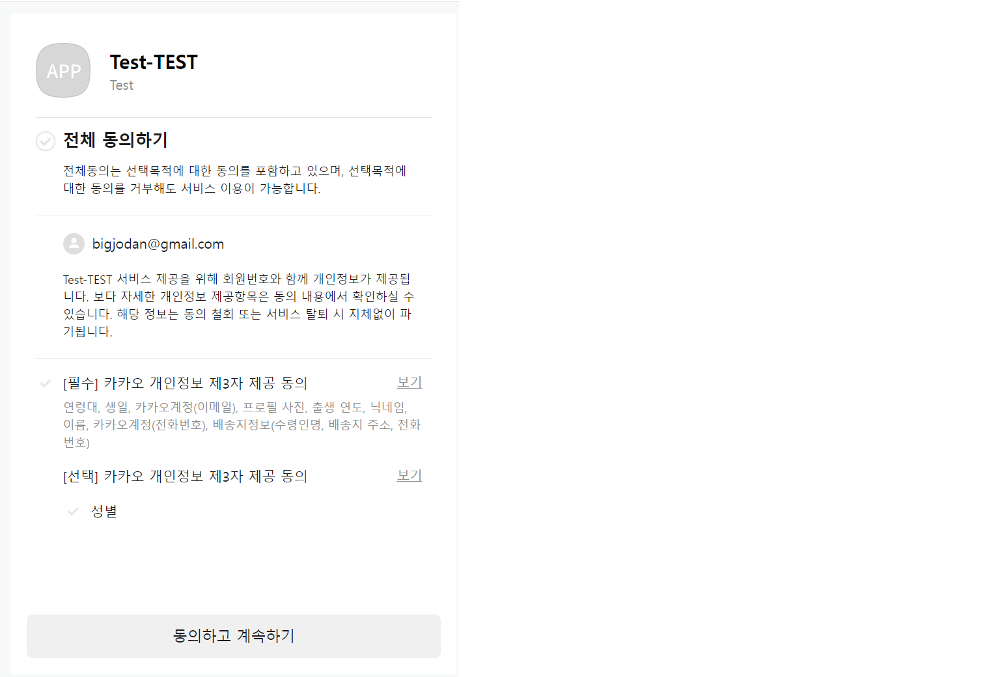 APP
Test-TEST
Test
전체 동의하기
전체동의는 선택목적에 대한 동의를 포함하고 있으며, 선택목적에
대한 동의를 거부해도 서비스 이용이 가능합니다.
bigjodan@gmail.com
Test-TEST 서비스 제공을 위해 회원번호와 함께 개인정보가 제공됩
니다. 보다 자세한 개인정보 제공항목은 동의 내용에서 확인하실 수
있습니다. 해당 정보는 동의 철회 또는 서비스 탈퇴 시 지체없이 파
기됩니다.
[필수] 카카오 개인정보 제3자 제공 동의 보기
연령대, 생일, 카카오계정(이메일), 프로필 사진, 출생 연도, 닉네임,
이름, 카카오계정(전화번호), 배송지정보(수령인명, 배송지 주소, 전화
번호)
[선택] 카카오 개인정보 제3자 제공 동의 보기
성별
동의하고 계속하기